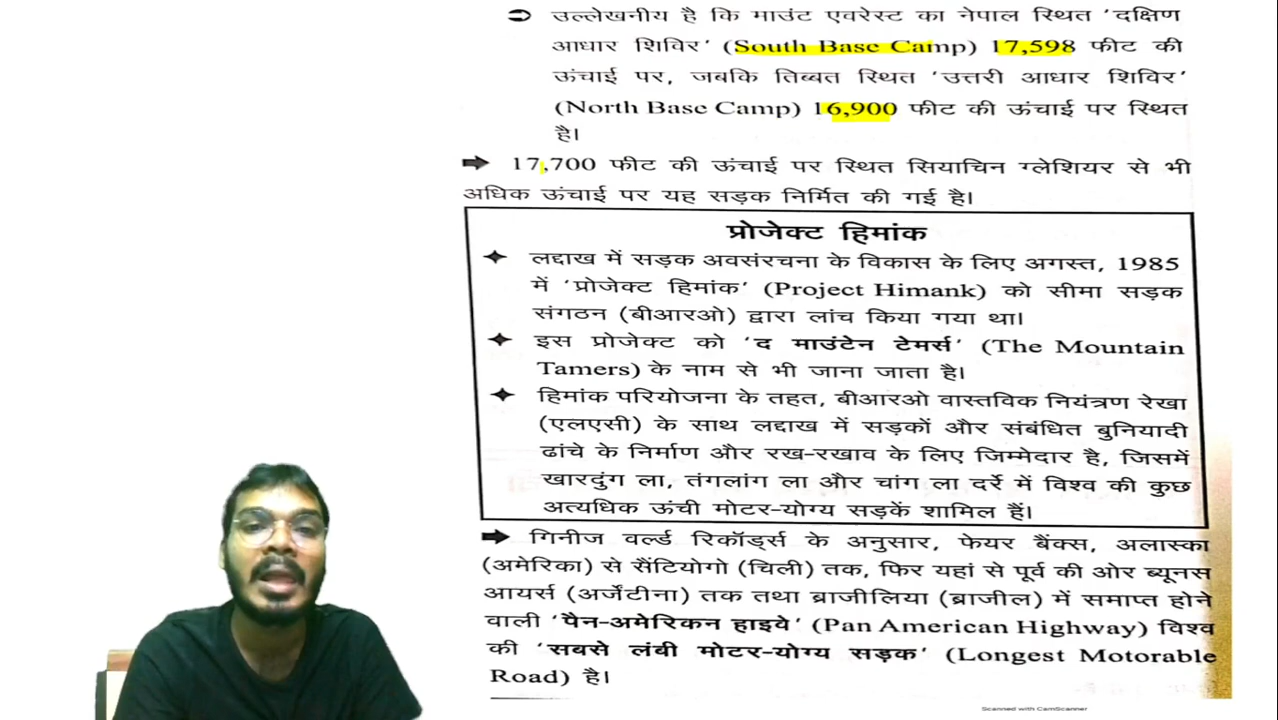 ➲ उल्लेखनीय है कि माउंट एवरेस्ट का नेपाल स्थित 'दक्षिण
आधार शिविर' (South Base Camp) 17,598 फीट की
ऊंचाई पर, जबकि तिब्बत स्थित 'उत्तरी आधार शिविर'
(North Base Camp) 16,900 फीट की ऊंचाई पर स्थित
है।
➡ 17,700 फीट की ऊंचाई पर स्थित सियाचिन ग्लेशियर से भी
अधिक ऊंचाई पर यह सड़क निर्मित की गई है।
प्रोजेक्ट हिमांक
✦ लद्दाख में सड़क अवसंरचना के विकास के लिए अगस्त, 1985
में 'प्रोजेक्ट हिमांक' (Project Himank) को सीमा सड़क
संगठन (बीआरओ) द्वारा लांच किया गया था।
✦ इस प्रोजेक्ट को 'द माउंटेन टेमर्स' (The Mountain
Tamers) के नाम से भी जाना जाता है।
✦ हिमांक परियोजना के तहत, बीआरओ वास्तविक नियंत्रण रेखा
(एलएसी) के साथ लद्दाख में सड़कों और संबंधित बुनियादी
ढांचे के निर्माण और रख-रखाव के लिए जिम्मेदार है, जिसमें
खारदुंग ला, तंगलांग ला और चांग ला दर्रे में विश्व की कुछ
अत्यधिक ऊंची मोटर-योग्य सड़कें शामिल हैं।
➡ गिनीज वर्ल्ड रिकॉर्ड्स के अनुसार, फेयर बैंक्स, अलास्का
(अमेरिका) से सैंटियोगो (चिली) तक, फिर यहां से पूर्व की ओर ब्यूनस
आयर्स (अर्जेंटीना) तक तथा ब्राजीलिया (ब्राजील) में समाप्त होने
वाली 'पैन-अमेरिकन हाइवे' (Pan American Highway) विश्व
की 'सबसे लंबी मोटर-योग्य सड़क' (Longest Motorable
Road) है।
Scanned with CamScanner